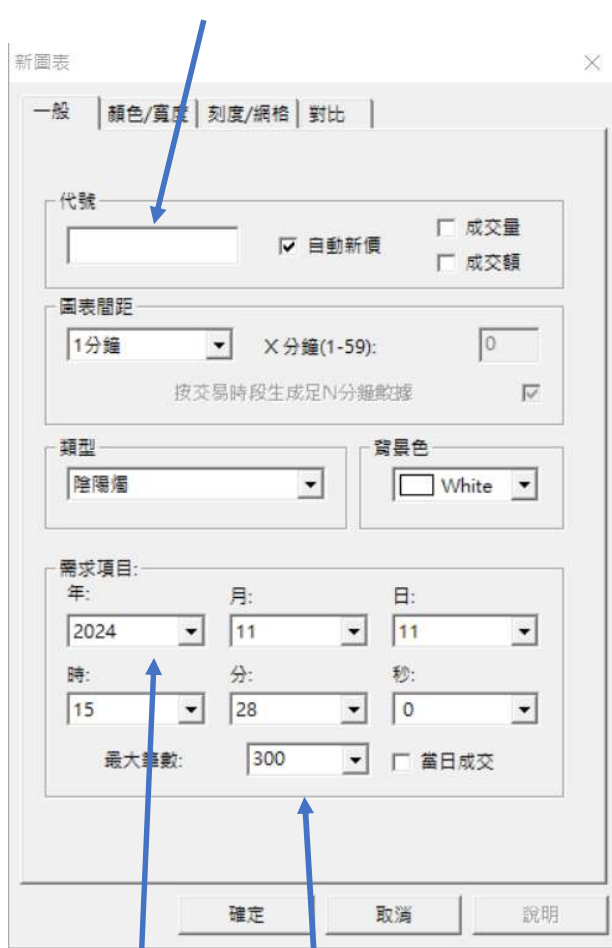 新圖表
一般 顏色/寬度 刻度/網格 對比
代號
自動新價
成交量
成交額
圖表間距
1分鐘 X 分鐘(1-59): 0
按交易時段生成足N分鐘數據
類型
陰陽燭
背景色
White
需求項目:
年: 月: 日:
2024 11 11
時: 分: 秒:
15 28 0
最大筆數: 300 當日成交
確定 取消 說明